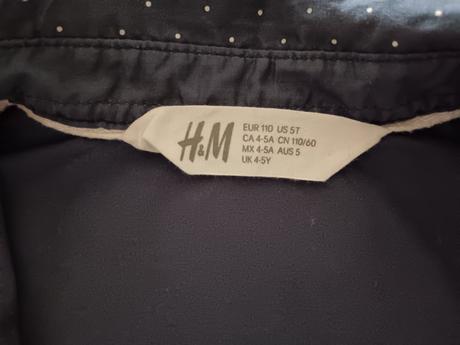 H&M
EUR 110 US 5T
CA 4-5A CN 110/60
MX 4-5A AUS 5
UK 4-5Y